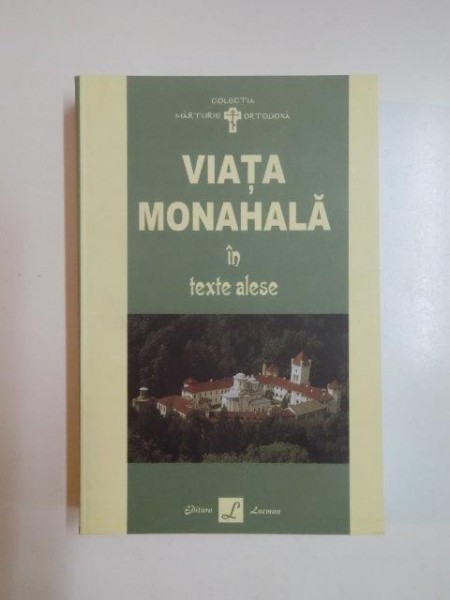 COLECȚIA
MĂRTURIE ORTODOXĂ
VIAȚA
MONAHALĂ
în
texte alese
Editura L Lucman